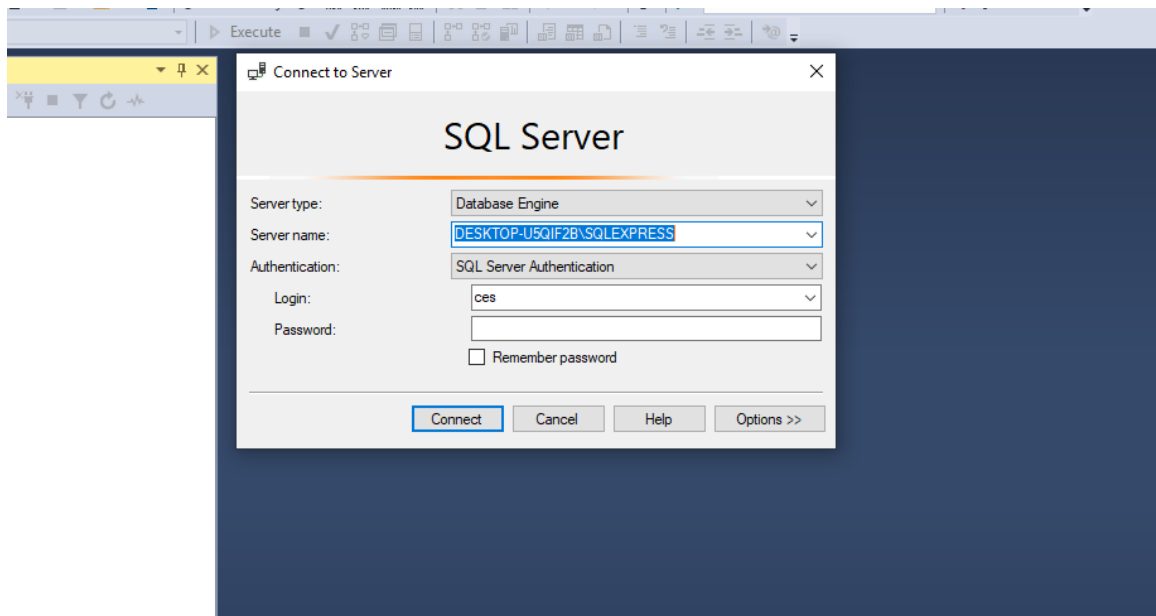 Execute
Connect to Server
SQL Server
Server type: Database Engine
Server name: DESKTOP-U5QIF2B\SQLEXPRESS
Authentication: SQL Server Authentication
Login: ces
Password:
Remember password
Connect Cancel Help Options >>